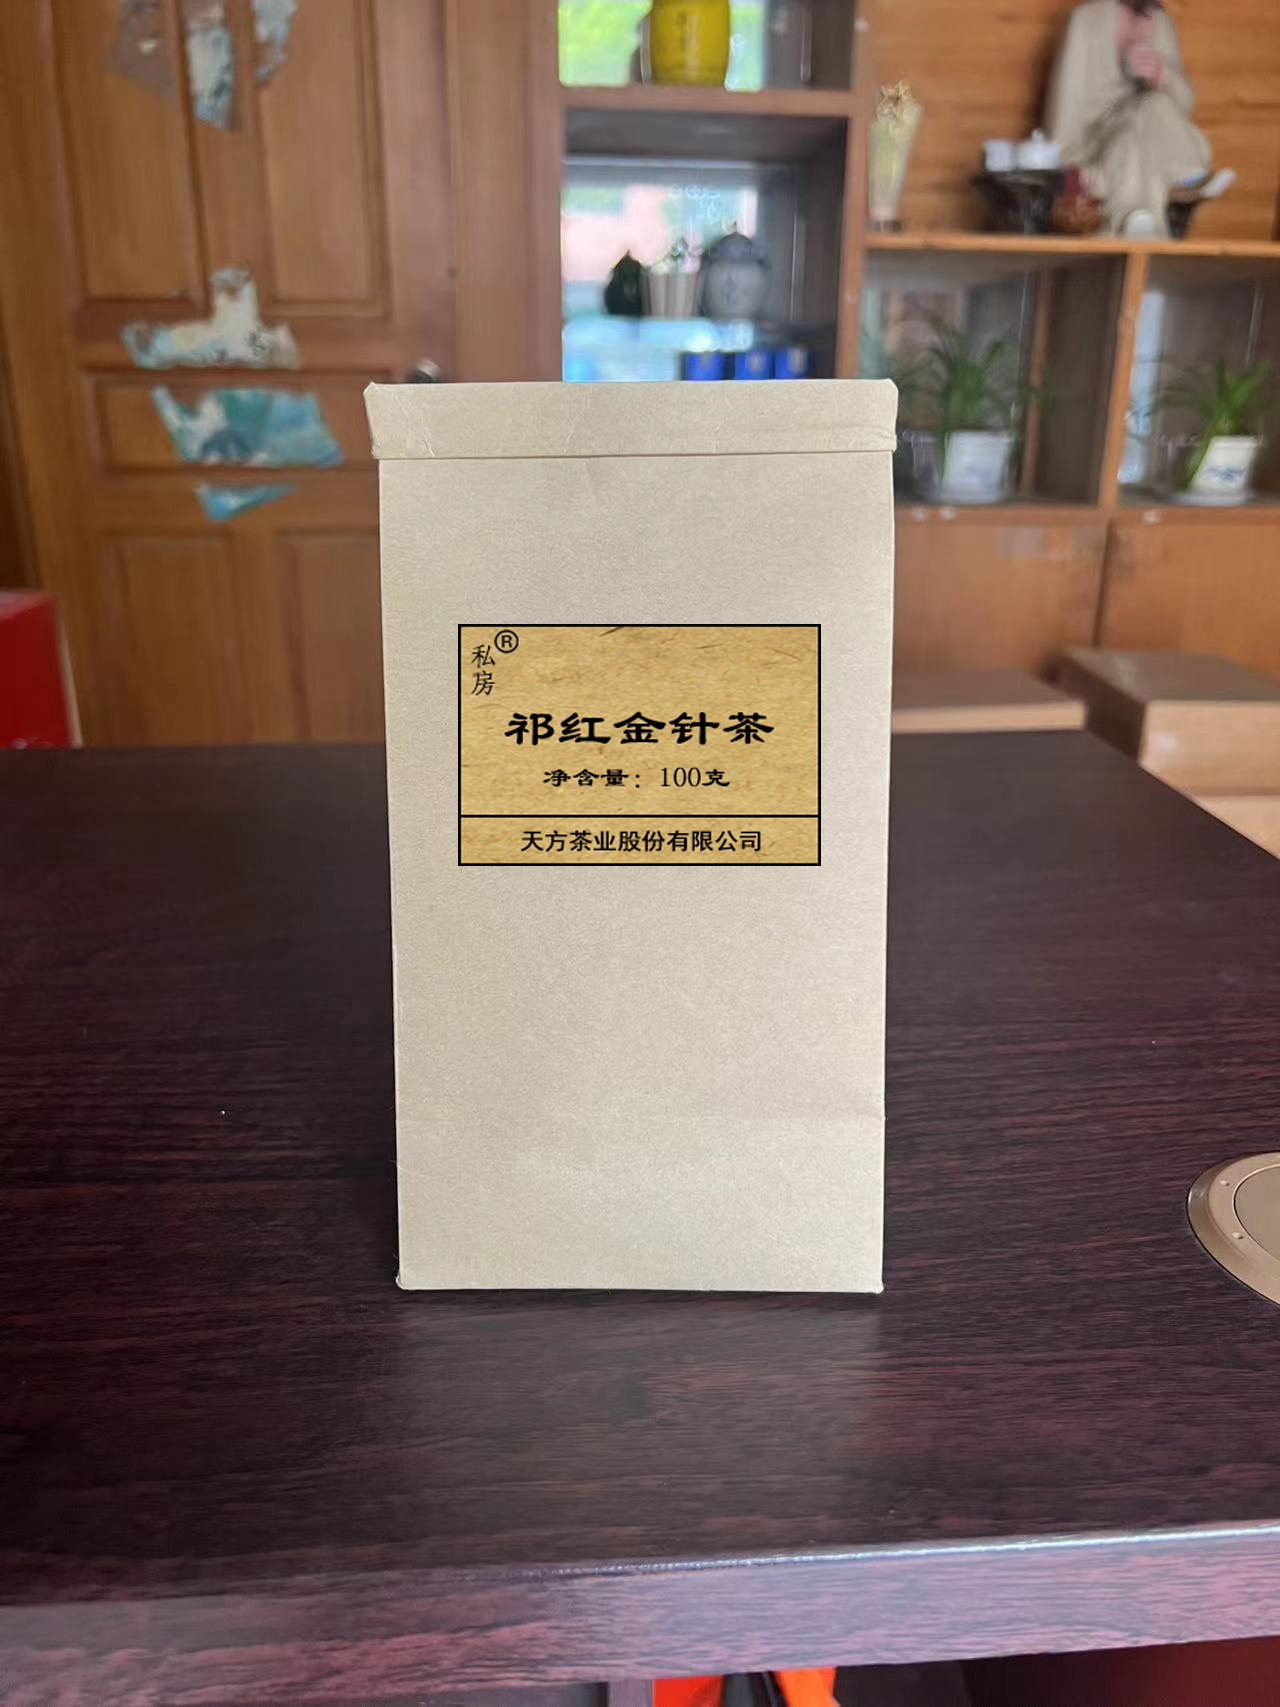 私®
房
祁红金针茶
净含量：100克
天方茶业股份有限公司